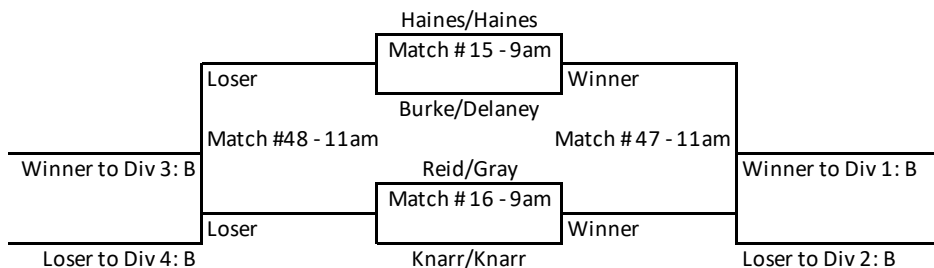 Haines/Haines
Match # 15 - 9am
Loser
Winner
Burke/Delaney
Match #48 - 11am
Match # 47 - 11am
Winner to Div 3: B
Reid/Gray
Winner to Div 1: B
Match # 16 - 9am
Loser
Winner
Loser to Div 4: B
Knarr/Knarr
Loser to Div 2: B